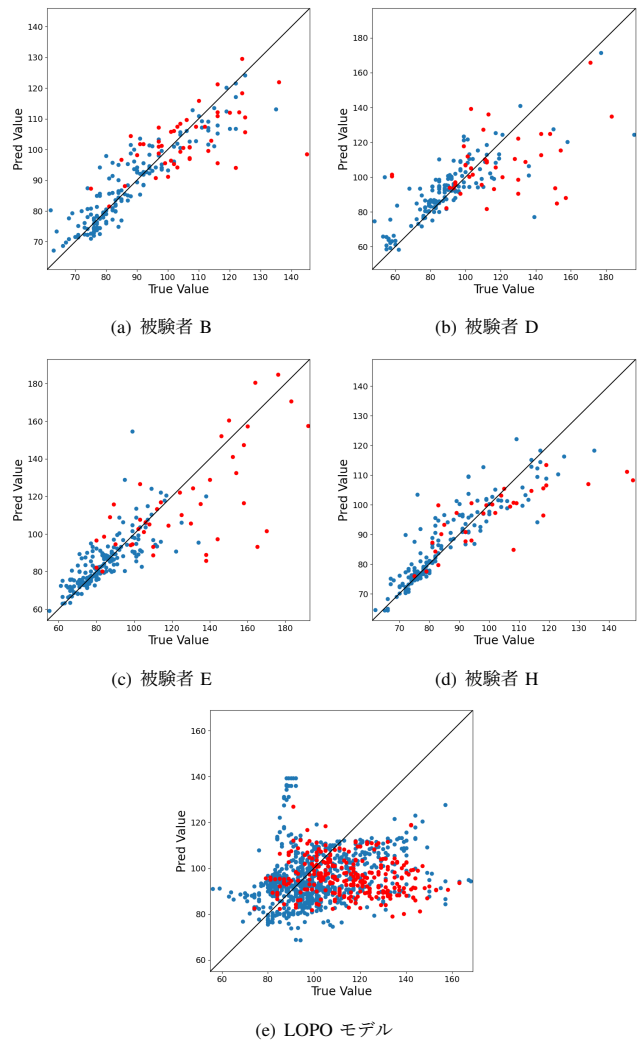 140
130
120
110
100
90
80
70
Pred Value
70 80 90 100 110 120 130 140
True Value
(a) 被験者 B
180
160
140
120
100
80
60
Pred Value
60 80 100 120 140 160 180
True Value
(b) 被験者 D
180
160
140
120
100
80
60
Pred Value
60 80 100 120 140 160 180
True Value
(c) 被験者 E
140
130
120
110
100
90
80
70
Pred Value
70 80 90 100 110 120 130 140
True Value
(d) 被験者 H
160
140
120
100
80
60
Pred Value
60 80 100 120 140 160
True Value
(e) LOPO モデル